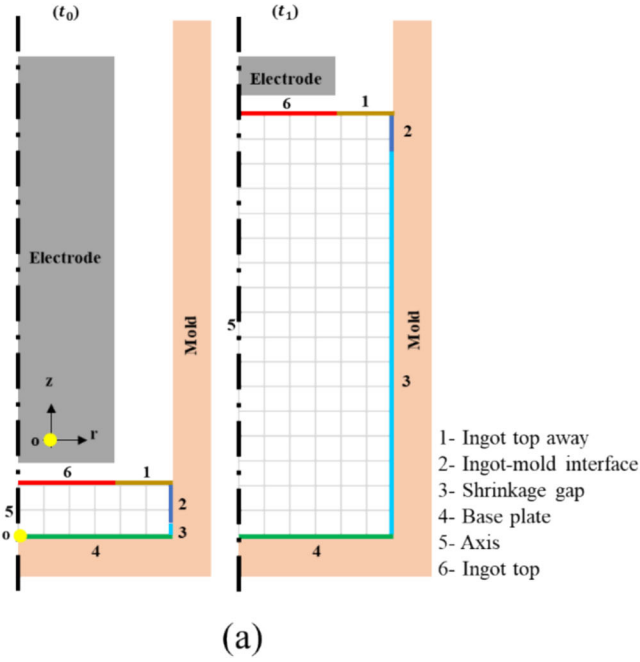 (t₀)
(t₁)
Electrode
6
1
2
Electrode
Mold
5
Mold
3
z
o
r
6
1
5
2
o
3
4
4
1- Ingot top away
2- Ingot-mold interface
3- Shrinkage gap
4- Base plate
5- Axis
6- Ingot top
(a)